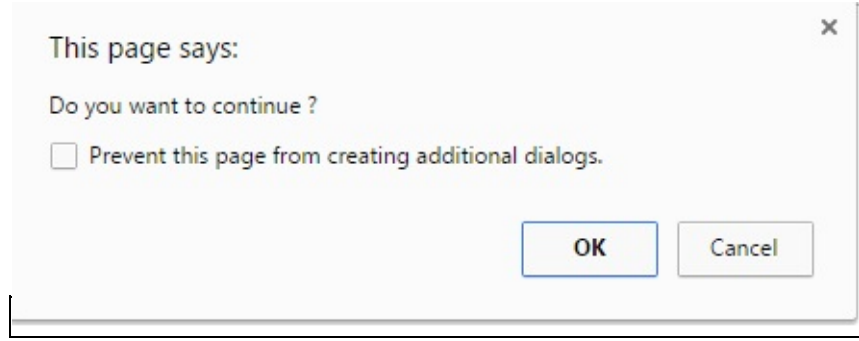 This page says:
Do you want to continue ?
Prevent this page from creating additional dialogs.
OK Cancel